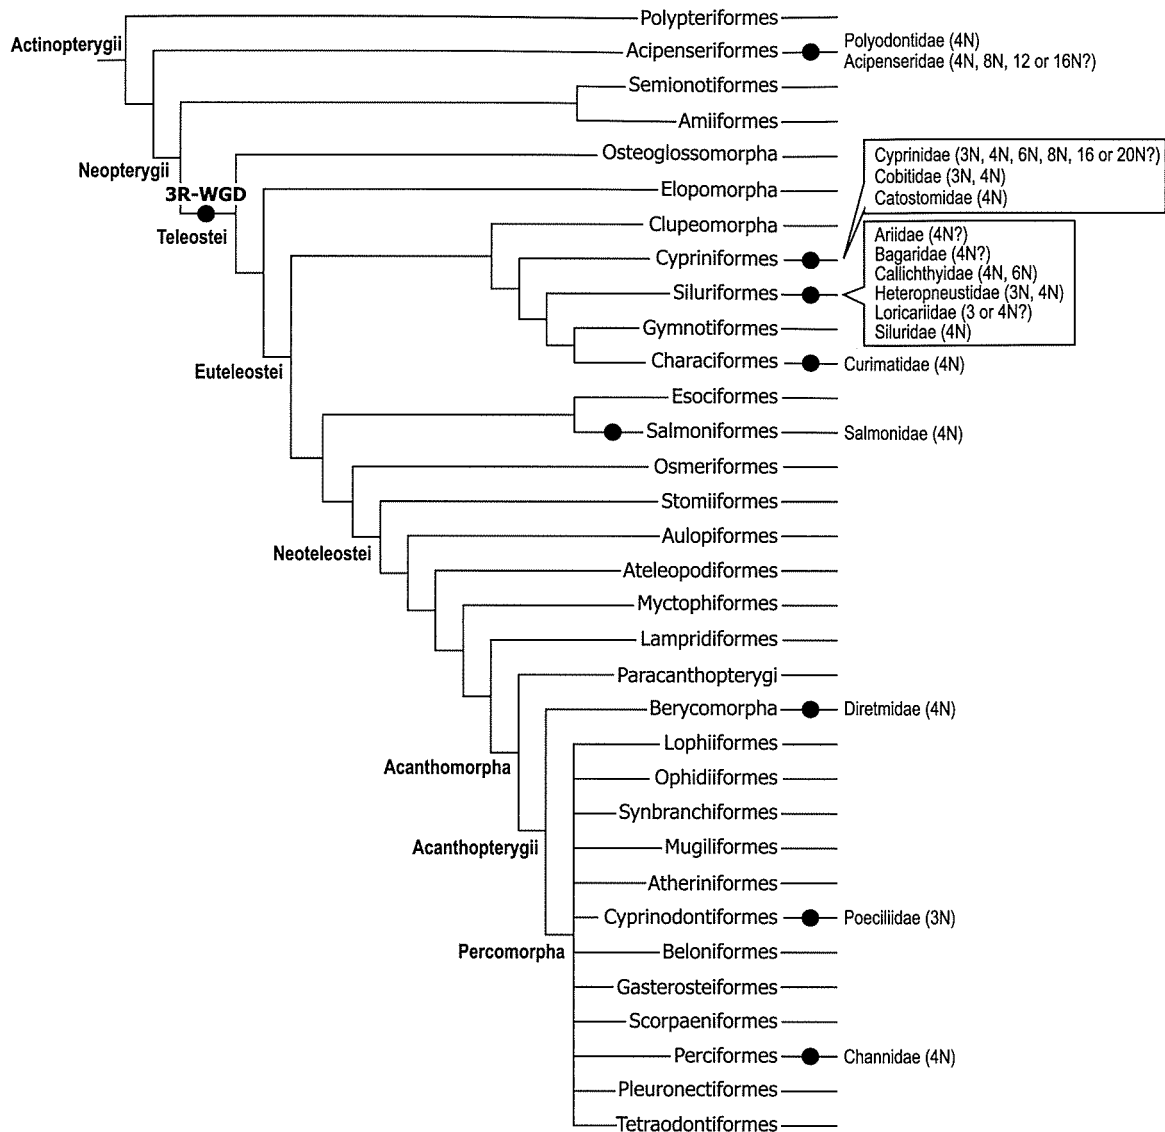 Polypteriformes
Actinopterygii
Acipenseriformes
Polyodontidae (4N)
Acipenseridae (4N, 8N, 12 or 16N?)
Semionotiformes
Amiiformes
Neopterygii
Osteoglossomorpha
Cyprinidae (3N, 4N, 6N, 8N, 16 or 20N?)
Cobitidae (3N, 4N)
Catostomidae (4N)
3R-WGD
Teleostei
Elopomorpha
Clupeomorpha
Cypriniformes
Ariidae (4N?)
Bagaridae (4N?)
Callichthyidae (4N, 6N)
Heteropneustidae (3N, 4N)
Loricariidae (3 or 4N?)
Siluridae (4N)
Siluriformes
Gymnotiformes
Euteleostei
Characiformes
Curimatidae (4N)
Esociformes
Salmoniformes
Salmonidae (4N)
Osmeriformes
Stomiiformes
Neoteleostei
Aulopiformes
Ateleopodiformes
Myctophiformes
Lampridiformes
Paracanthopterygi
Berycomorpha
Diretmidae (4N)
Lophiiformes
Acanthomorpha
Ophidiiformes
Synbranchiformes
Acanthopterygii
Mugiliformes
Atheriniformes
Cyprinodontiformes
Poeciliidae (3N)
Percomorpha
Beloniformes
Gasterosteiformes
Scorpaeniformes
Perciformes
Channidae (4N)
Pleuronectiformes
Tetraodontiformes